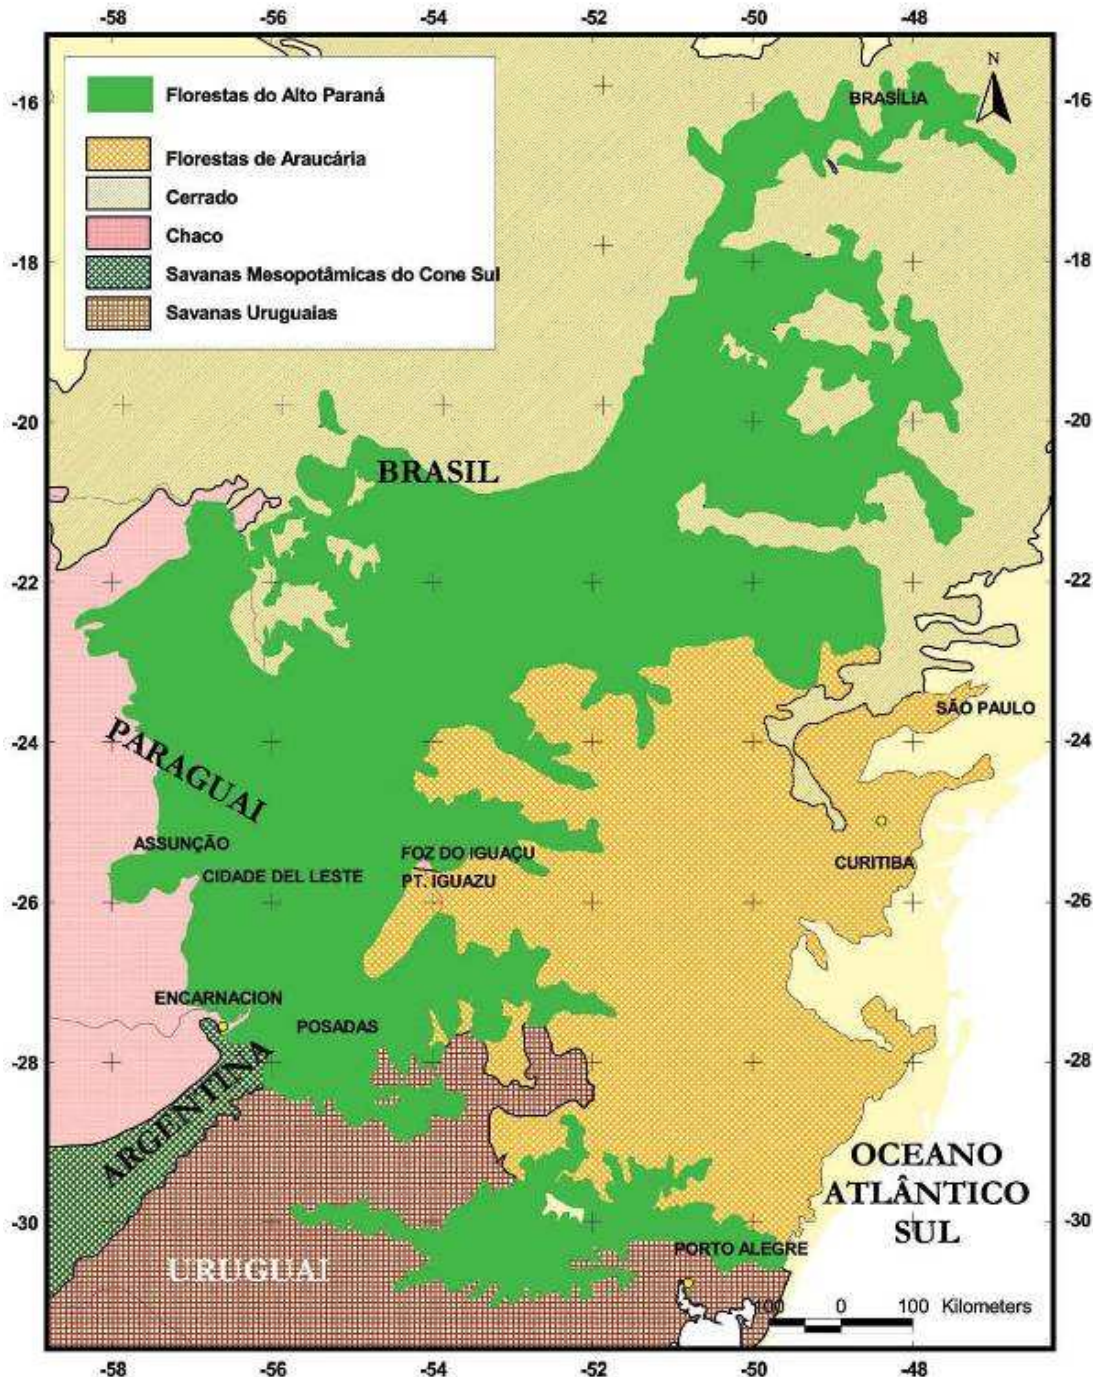 -58 -56 -54 -52 -50 -48
N
Florestas do Alto Paraná
BRASÍLIA
-16 -16
Florestas de Araucária
Cerrado
Chaco
-18 -18
Savanas Mesopotâmicas do Cone Sul
Savanas Uruguaias
-20 -20
BRASIL
-22 -22
SÃO PAULO
PARAGUAI
-24 -24
ASSUNÇÃO
FOZ DO IGUAÇU
CURITIBA
CIDADE DEL LESTE
PT. IGUAZU
-26 -26
ENCARNACION
POSADAS
-28 -28
ARGENTINA
OCEANO
ATLÂNTICO
SUL
-30 -30
PORTO ALEGRE
URUGUAI
100 0 100 Kilometers
-58 -56 -54 -52 -50 -48